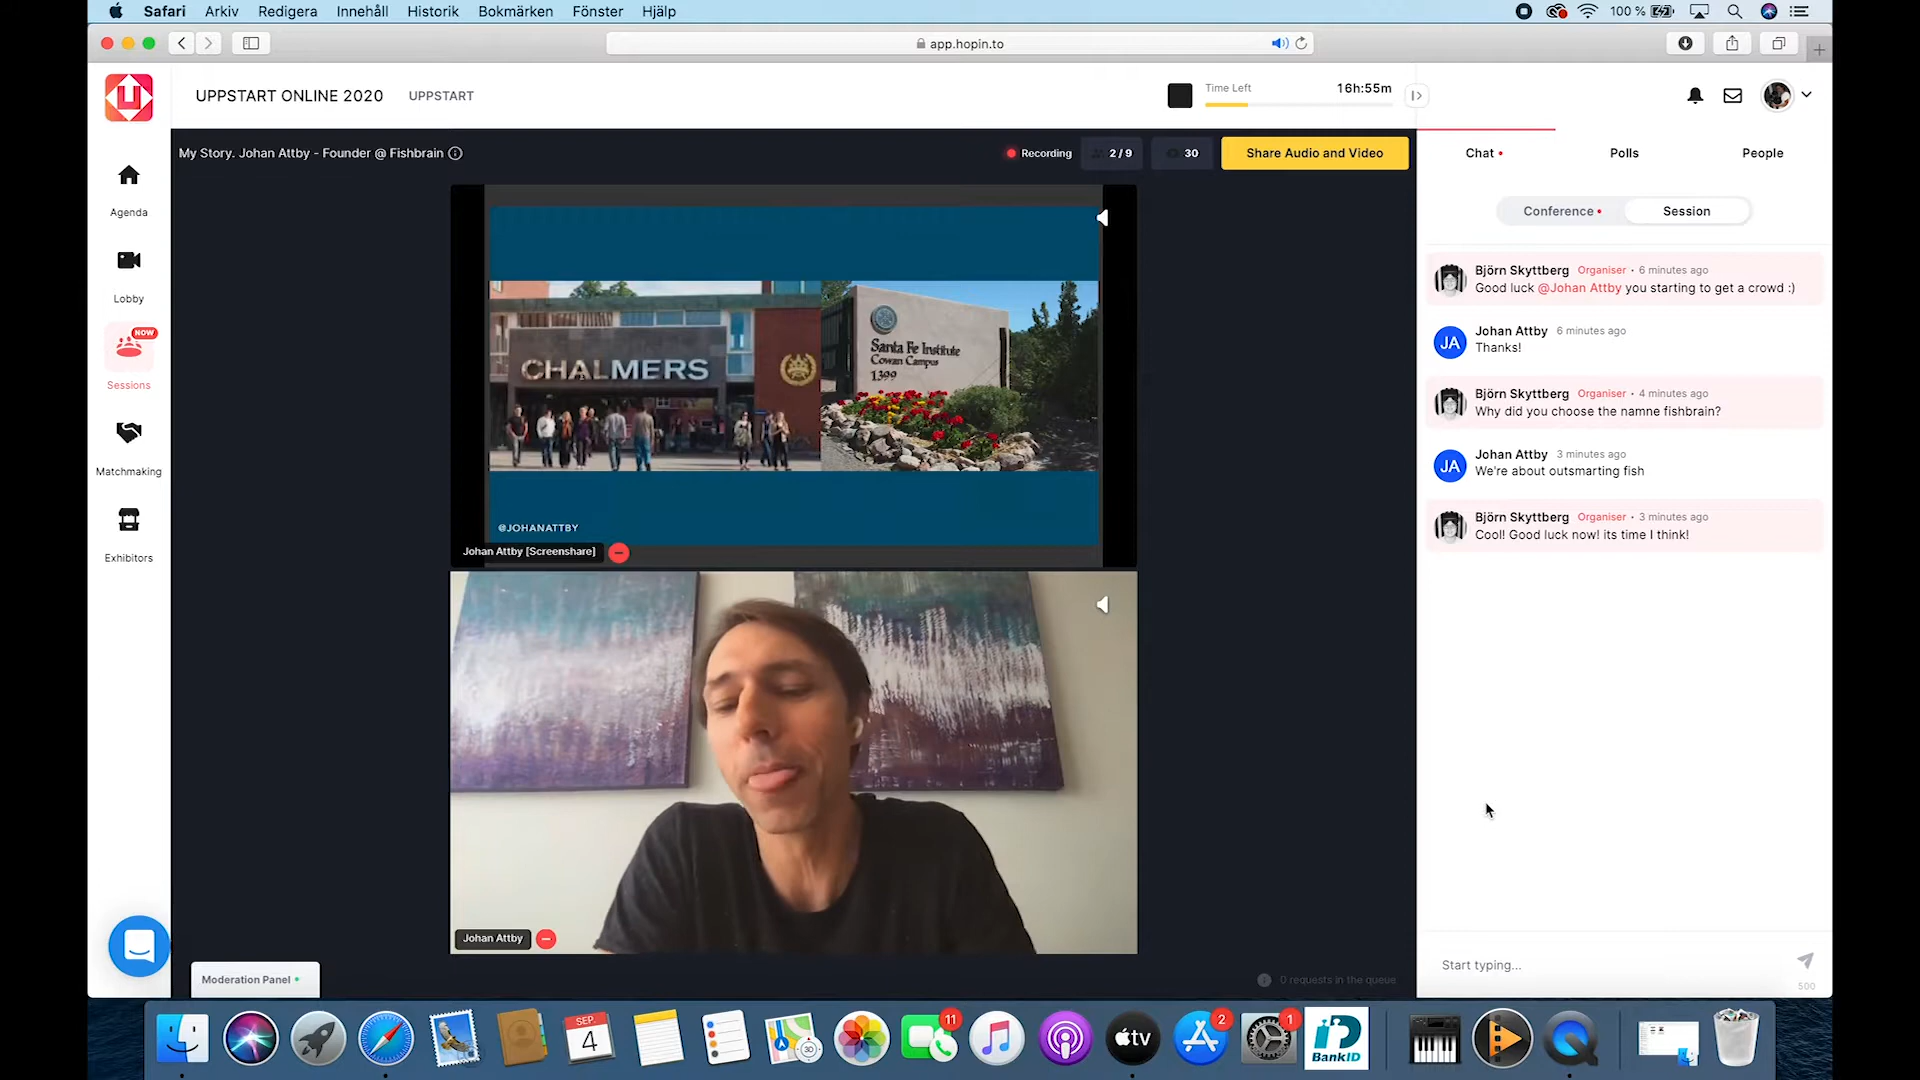 Safari Arkiv Redigera Innehåll Historik Bokmärken Fönster Hjälp
100 %
app.hopin.to
UPPSTART ONLINE 2020 UPPSTART
Time Left 16h:55m
My Story. Johan Attby - Founder @ Fishbrain
Recording
2 / 9
30
Share Audio and Video
Agenda
Lobby
NOW
Sessions
Matchmaking
Exhibitors
CHALMERS
Santa Fe Institute
Cowan Campus
1399
@JOHANATTBY
Johan Attby [Screenshare]
Johan Attby
Moderation Panel
0 requests in the queue
Chat
Polls
People
Conference
Session
Björn Skyttberg Organiser • 6 minutes ago
Good luck @Johan Attby you starting to get a crowd :)
JA
Johan Attby 6 minutes ago
Thanks!
Björn Skyttberg Organiser • 4 minutes ago
Why did you choose the namne fishbrain?
JA
Johan Attby 3 minutes ago
We're about outsmarting fish
Björn Skyttberg Organiser • 3 minutes ago
Cool! Good luck now! its time I think!
Start typing...
500
SEP
4
30
11
tv
2
1
BankID